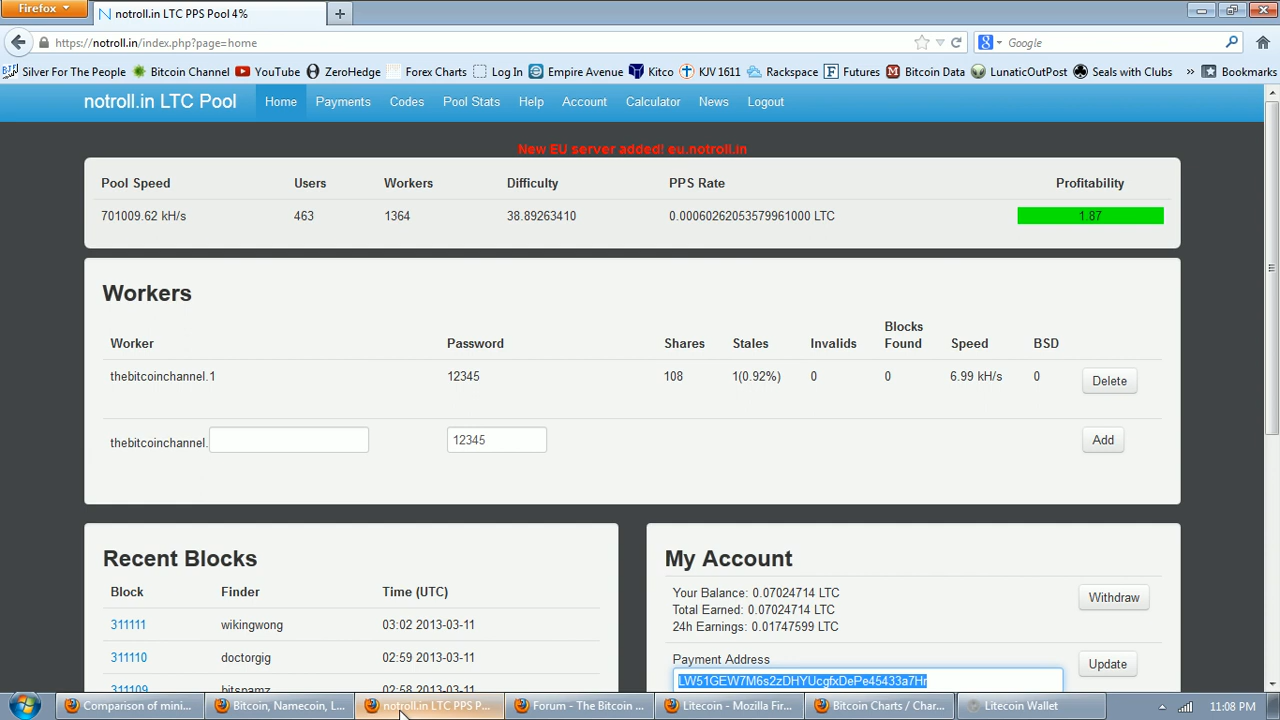 Firefox
notroll.in LTC PPS Pool 4%
https://notroll.in/index.php?page=home
Google
Silver For The People
Bitcoin Channel
YouTube
ZeroHedge
Forex Charts
Log In
Empire Avenue
Kitco
KJV 1611
Rackspace
Futures
Bitcoin Data
LunaticOutPost
Seals with Clubs
»
Bookmarks
notroll.in LTC Pool
Home
Payments
Codes
Pool Stats
Help
Account
Calculator
News
Logout
New EU server added! eu.notroll.in
Pool Speed Users Workers Difficulty PPS Rate Profitability
701009.62 kH/s 463 1364 38.89263410 0.00060262053579961000 LTC 1.87
Workers
Worker Password Shares Stales Invalids Blocks Found Speed BSD
thebitcoinchannel.1 12345 108 1(0.92%) 0 0 6.99 kH/s 0 Delete
thebitcoinchannel. 12345 Add
Recent Blocks
Block Finder Time (UTC)
311111 wikingwong 03:02 2013-03-11
311110 doctorgig 02:59 2013-03-11
311109 bitspamz 02:58 2013-03-11
My Account
Your Balance: 0.07024714 LTC
Withdraw
Total Earned: 0.07024714 LTC
24h Earnings: 0.01747599 LTC
Payment Address
Update
LW51GEW7M6s2zDHYUcgfxDePe45433a7Hr
Comparison of mini...
Bitcoin, Namecoin, L...
notroll.in LTC PPS P...
Forum - The Bitcoin ...
Litecoin - Mozilla Fir...
Bitcoin Charts / Char...
Litecoin Wallet
11:08 PM